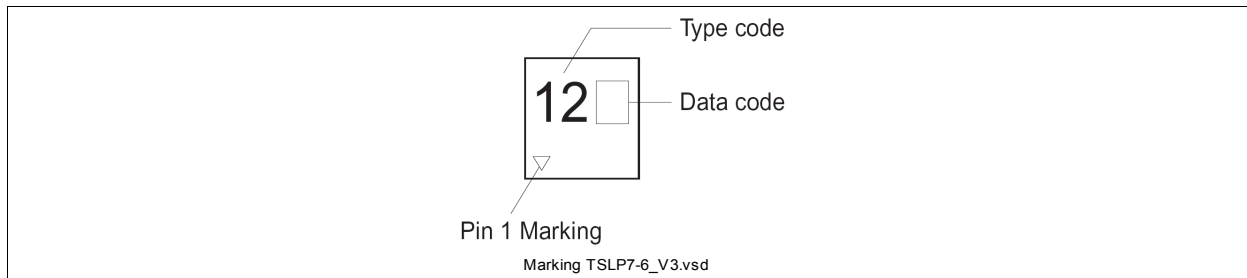 Type code
12
Data code
Pin 1 Marking
Marking TSLP7-6_V3.vsd